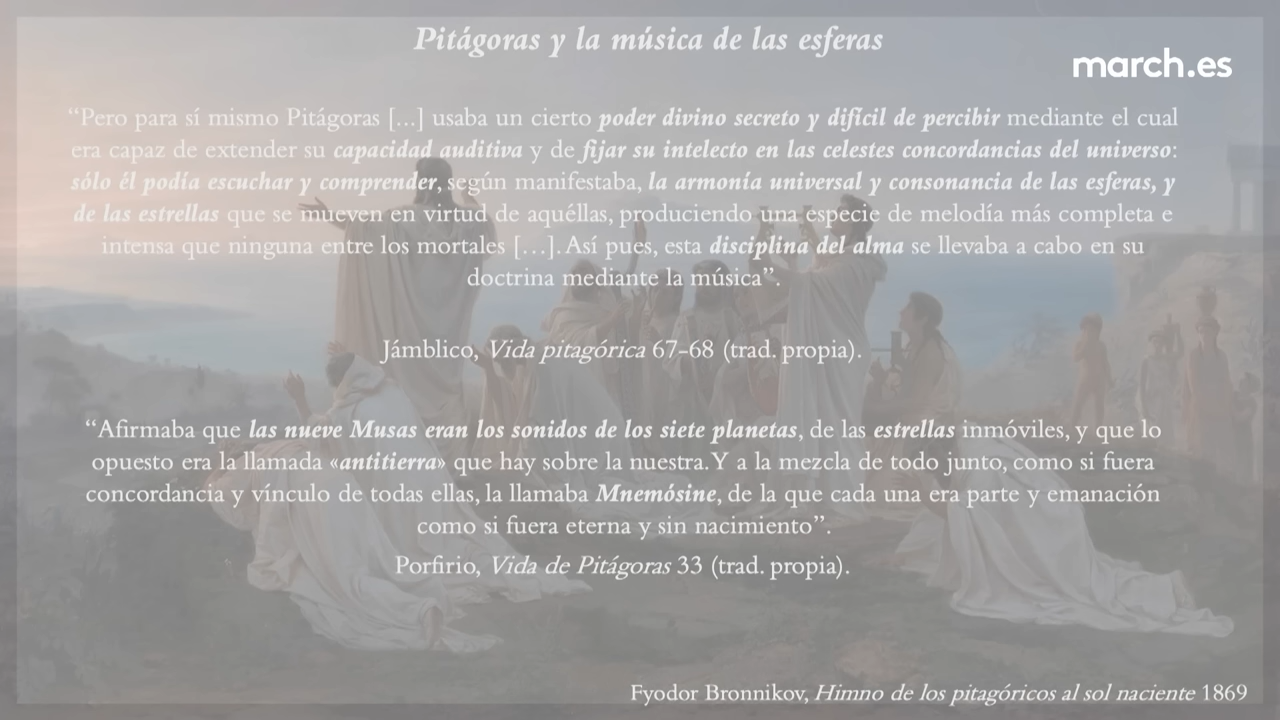 Pitágoras y la música de las esferas
march.es
“Pero para sí mismo Pitágoras [...] usaba un cierto poder divino secreto y difícil de percibir mediante el cual
era capaz de extender su capacidad auditiva y de fijar su intelecto en las celestes concordancias del universo:
sólo él podía escuchar y comprender, según manifestaba, la armonía universal y consonancia de las esferas, y
de las estrellas que se mueven en virtud de aquéllas, produciendo una especie de melodía más completa e
intensa que ninguna entre los mortales […]. Así pues, esta disciplina del alma se llevaba a cabo en su
doctrina mediante la música”.
Jámblico, Vida pitagórica 67-68 (trad. propia).
“Afirmaba que las nueve Musas eran los sonidos de los siete planetas, de las estrellas inmóviles, y que lo
opuesto era la llamada «antitierra» que hay sobre la nuestra. Y a la mezcla de todo junto, como si fuera
concordancia y vínculo de todas ellas, la llamaba Mnemósine, de la que cada una era parte y emanación
como si fuera eterna y sin nacimiento”.
Porfirio, Vida de Pitágoras 33 (trad. propia).
Fyodor Bronnikov, Himno de los pitagóricos al sol naciente 1869